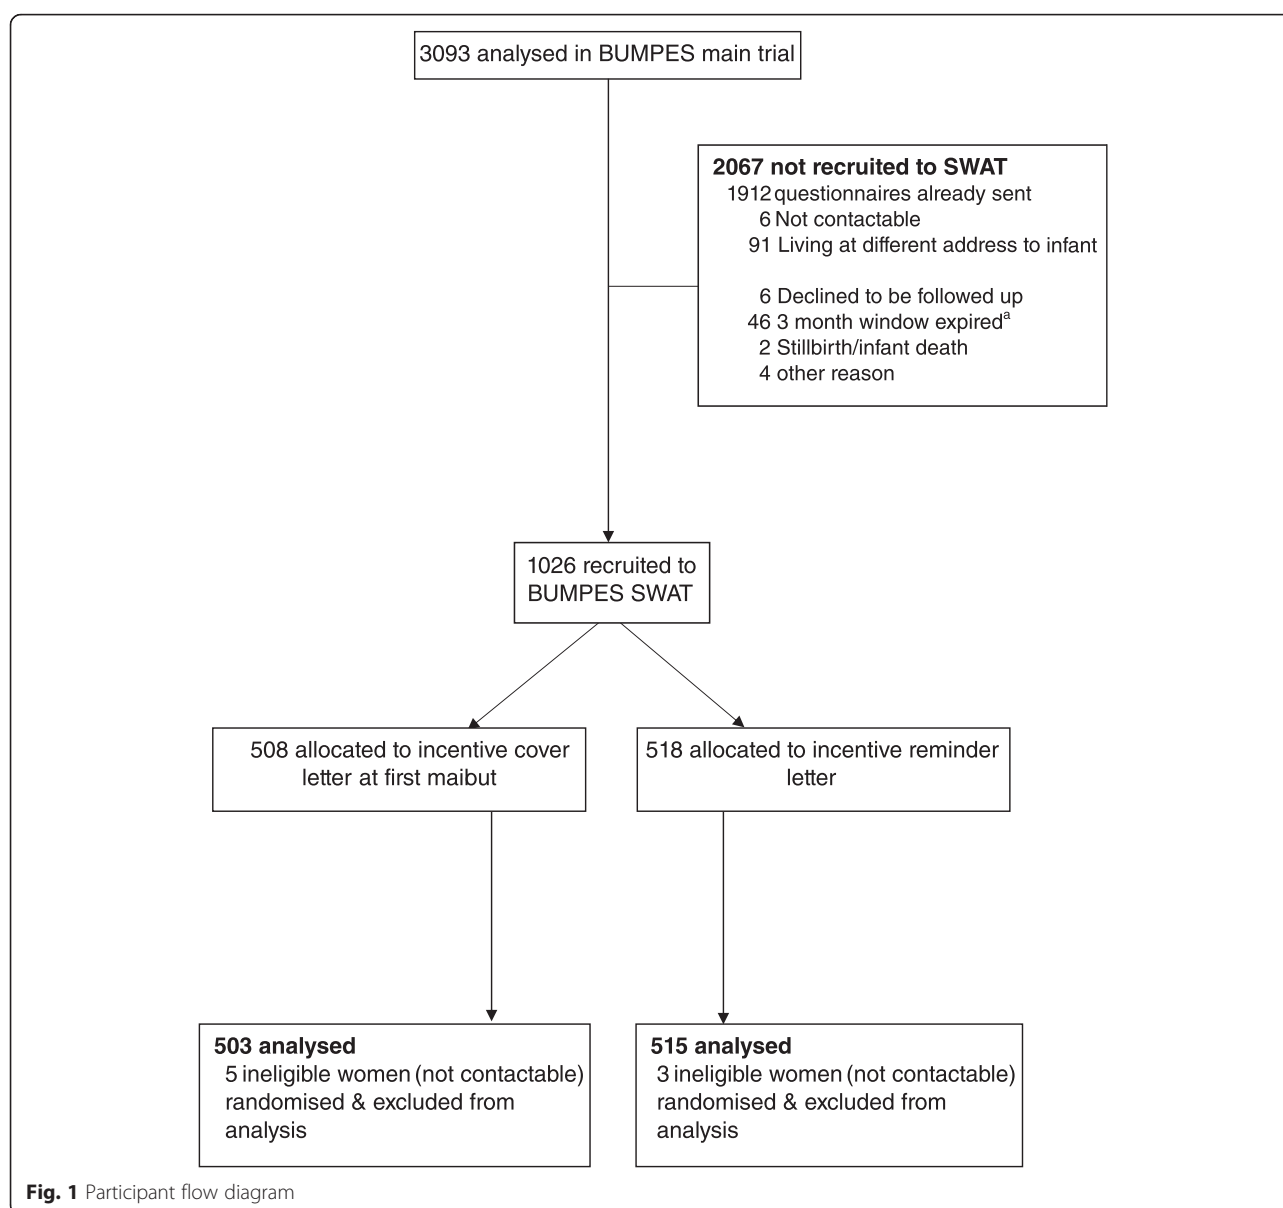 3093 analysed in BUMPES main trial
2067 not recruited to SWAT
1912 questionnaires already sent
6 Not contactable
91 Living at different address to infant
6 Declined to be followed up
46 3 month window expiredᵃ
2 Stillbirth/infant death
4 other reason
1026 recruited to
BUMPES SWAT
508 allocated to incentive cover
letter at first maibut
518 allocated to incentive reminder
letter
503 analysed
5 ineligible women (not contactable)
randomised & excluded from
analysis
515 analysed
3 ineligible women (not contactable)
randomised & excluded from
analysis
Fig. 1 Participant flow diagram